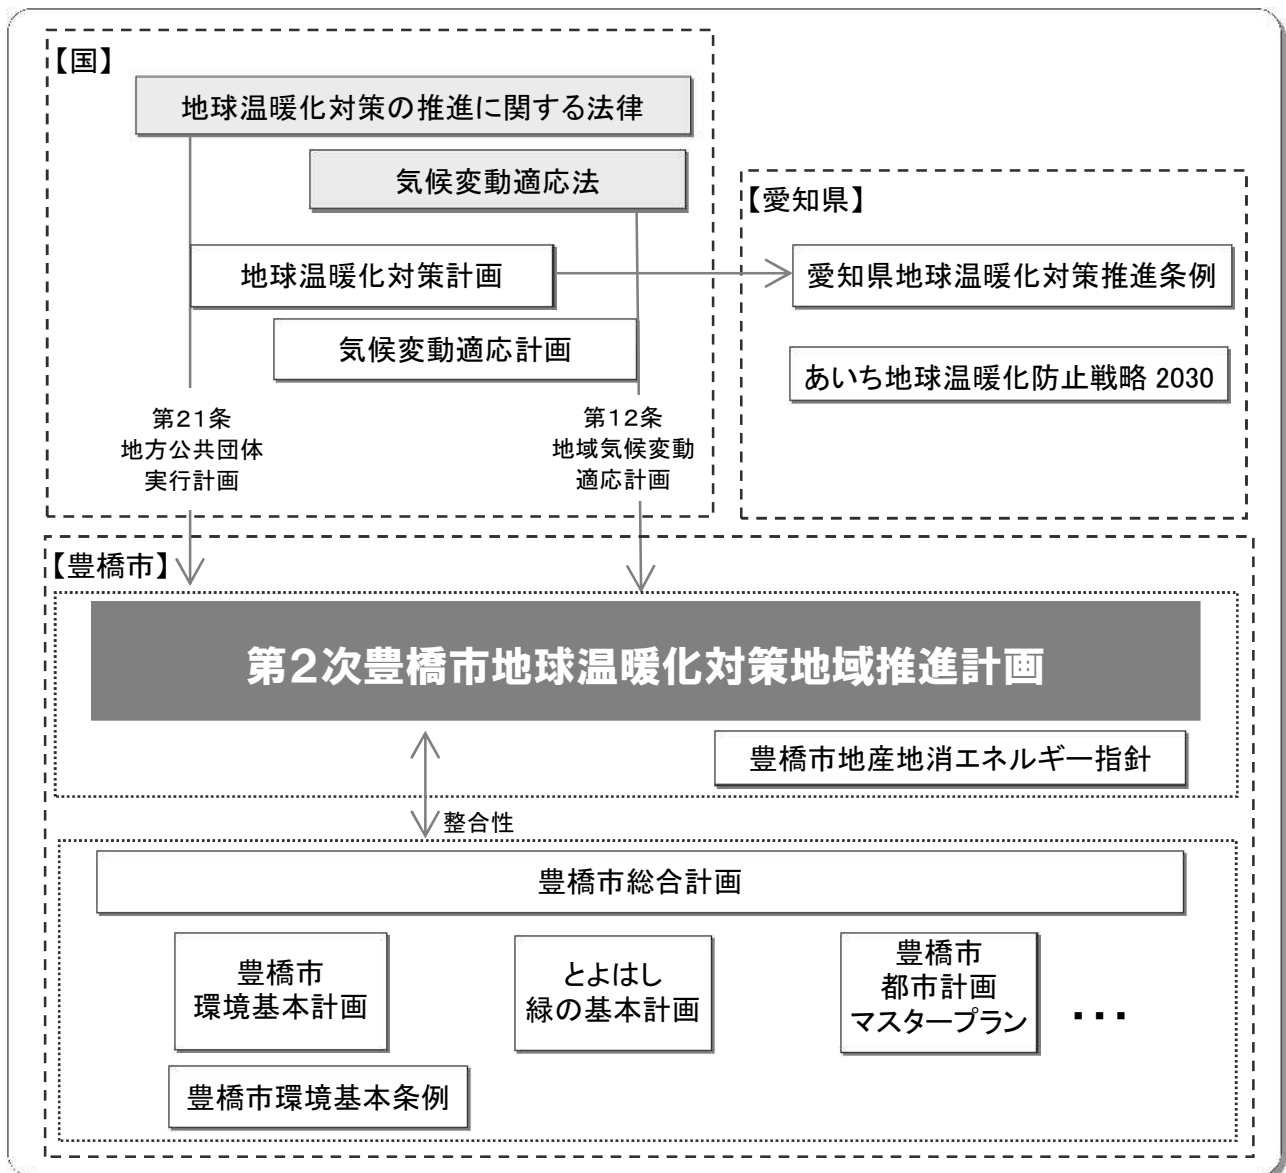 【国】
地球温暖化対策の推進に関する法律
気候変動適応法
地球温暖化対策計画
気候変動適応計画
第21条
地方公共団体
実行計画
第12条
地域気候変動
適応計画
【愛知県】
愛知県地球温暖化対策推進条例
あいち地球温暖化防止戦略 2030
【豊橋市】
第2次豊橋市地球温暖化対策地域推進計画
豊橋市地産地消エネルギー指針
整合性
豊橋市総合計画
豊橋市
環境基本計画
とよはし
緑の基本計画
豊橋市
都市計画
マスタープラン
・・・
豊橋市環境基本条例